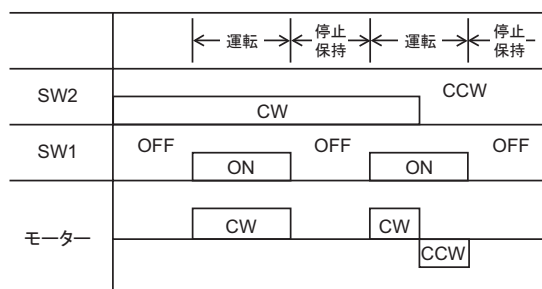 運転 停止保持 運転 停止保持
SW2 CW CCW
SW1 OFF ON OFF ON OFF
モーター CW CW CCW